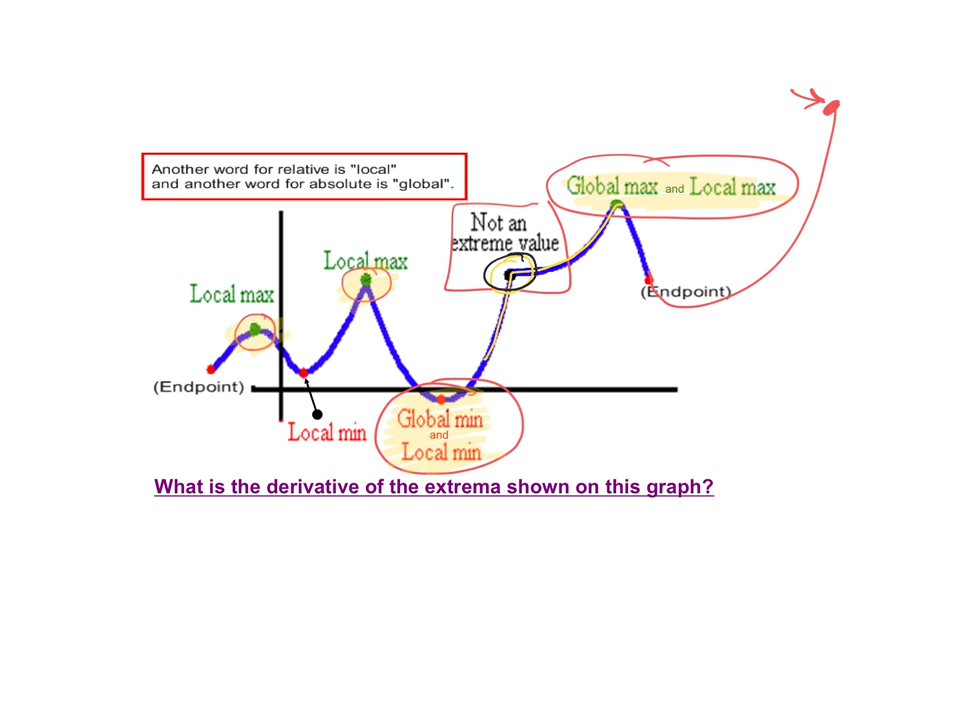 Another word for relative is "local"
and another word for absolute is "global".
Global max and Local max
Not an
extreme value
Local max
Local max
(Endpoint)
(Endpoint)
Local min
Global min
and
Local min
What is the derivative of the extrema shown on this graph?